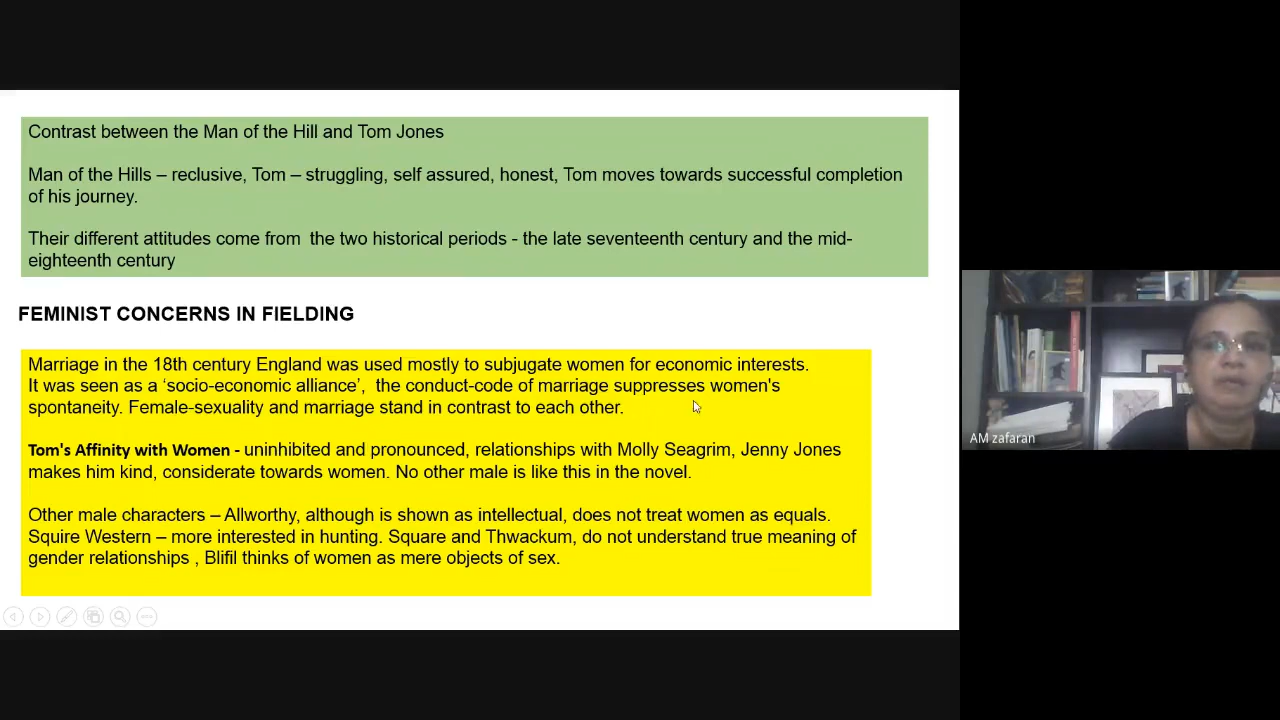 Contrast between the Man of the Hill and Tom Jones
Man of the Hills – reclusive, Tom – struggling, self assured, honest, Tom moves towards successful completion
of his journey.
Their different attitudes come from  the two historical periods - the late seventeenth century and the mid-
eighteenth century
FEMINIST CONCERNS IN FIELDING
Marriage in the 18th century England was used mostly to subjugate women for economic interests.
It was seen as a ‘socio-economic alliance’,  the conduct-code of marriage suppresses women's
spontaneity. Female-sexuality and marriage stand in contrast to each other.
Tom's Affinity with Women - uninhibited and pronounced, relationships with Molly Seagrim, Jenny Jones
makes him kind, considerate towards women. No other male is like this in the novel.
Other male characters – Allworthy, although is shown as intellectual, does not treat women as equals.
Squire Western – more interested in hunting. Square and Thwackum, do not understand true meaning of
gender relationships , Blifil thinks of women as mere objects of sex.
AM zafaran